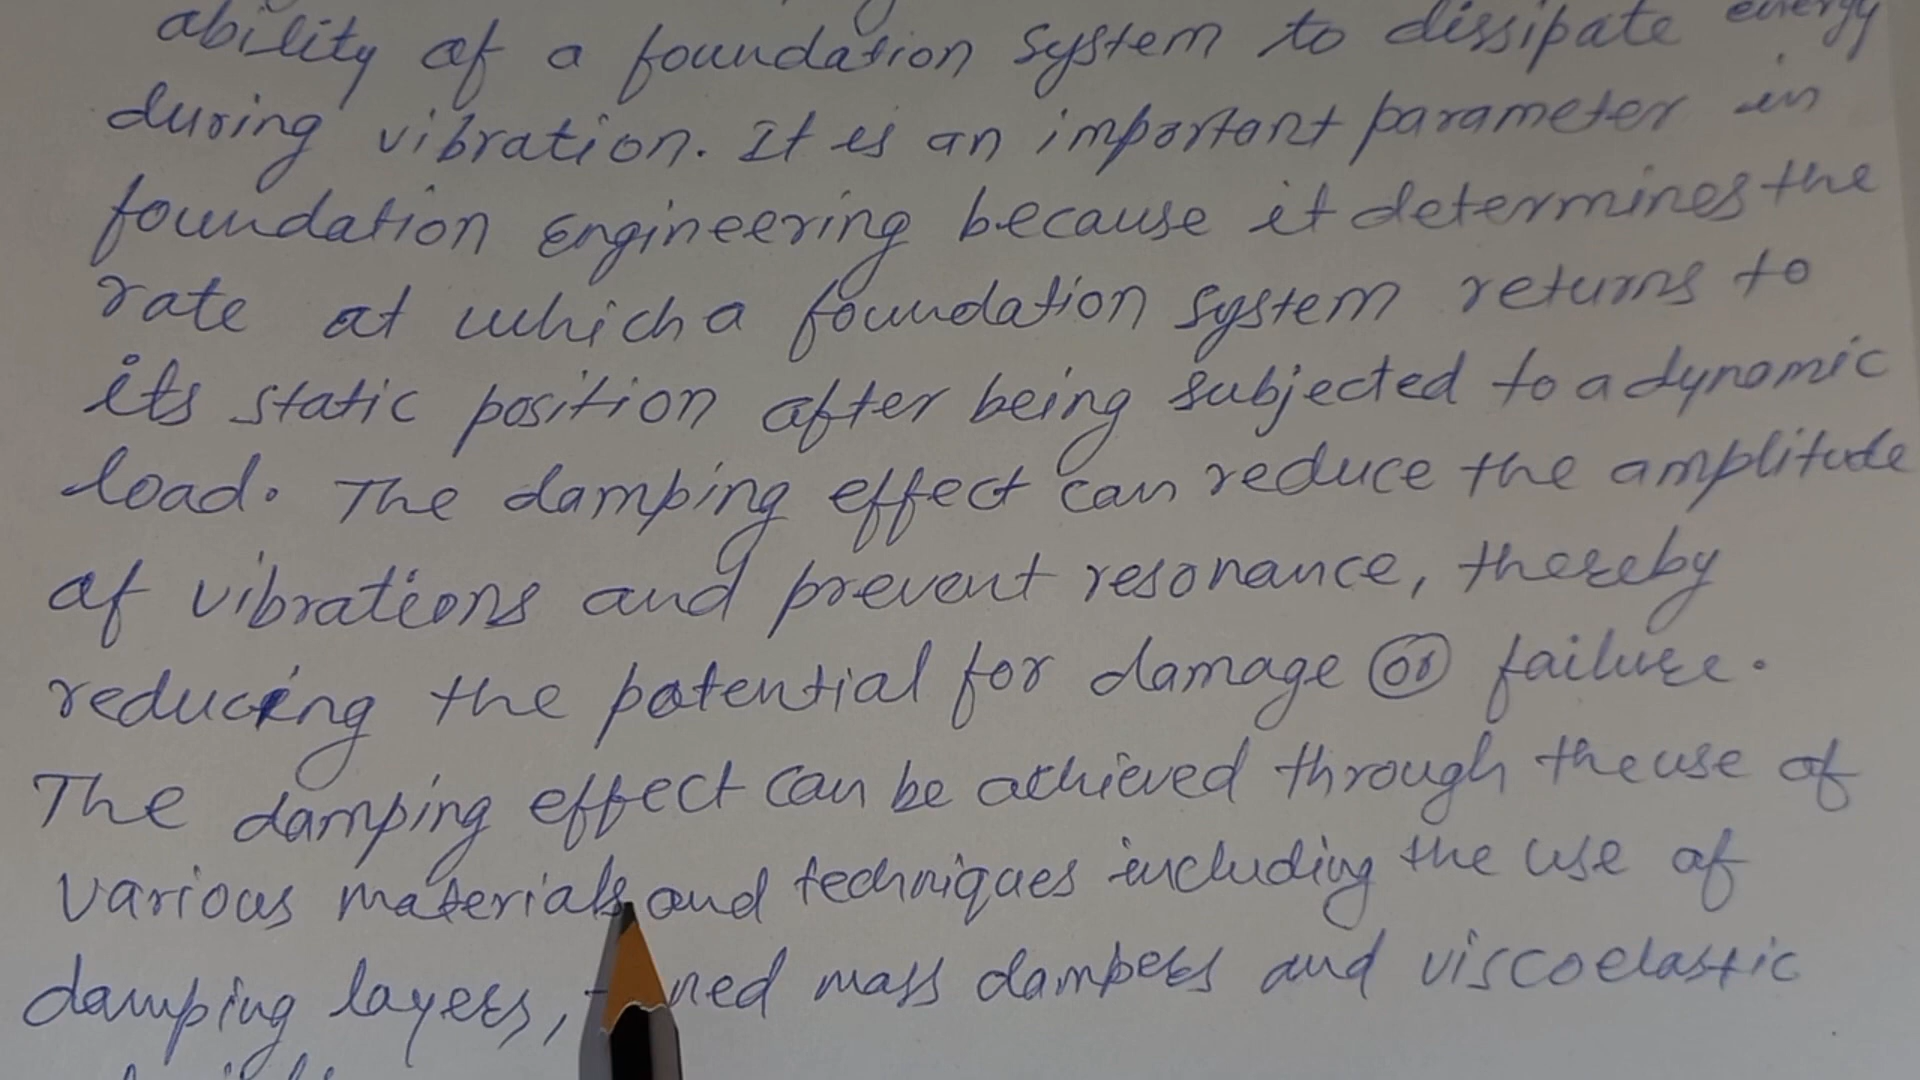 ability of a foundation system to dissipate energy
during vibration. It is an important parameter in
foundation engineering because it determines the
rate at which a foundation system returns to
its static position after being subjected to a dynamic
load. The damping effect can reduce the amplitude
of vibrations and prevent resonance, thereby
reducing the potential for damage or failure.
The damping effect can be achieved through the use of
various materials and techniques including the use of
damping layers, mass dampers and viscoelastic